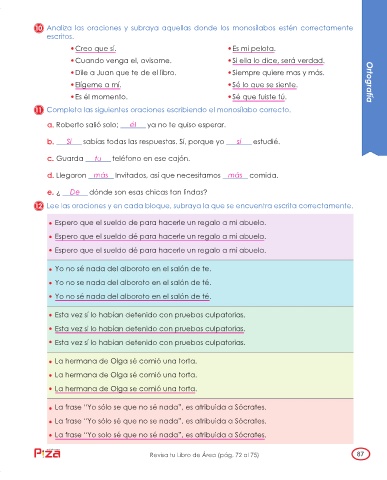 10 Analiza las oraciones y subraya aquellas donde los monosílabos estén correctamente
escritos.
• Creo que sí.
• Cuando venga el, avísame.
• Dile a Juan que te de el libro.
• Elígeme a mí.
• Es él momento.
• Es mi pelota.
• Si ella lo dice, será verdad.
• Siempre quiere mas y más.
• Sé lo que se siente.
• Sé que fuiste tú.
Ortografía
11 Completa las siguientes oraciones escribiendo el monosílabo correcto.
a. Roberto salió solo; el ya no te quiso esperar.
b. Sí sabías todas las respuestas. Sí, porque yo sí estudié.
c. Guarda tu teléfono en ese cajón.
d. Llegaron más invitados, así que necesitamos más comida.
e. ¿ De dónde son esas chicas tan lindas?
12 Lee las oraciones y en cada bloque, subraya la que se encuentra escrita correctamente.
• Espero que el sueldo de para hacerle un regalo a mi abuelo.
• Espero que el sueldo dé para hacerle un regalo a mi abuelo.
• Espero que el sueldo dé para hacerle un regalo a mí abuelo.
• Yo no sé nada del alboroto en el salón de te.
• Yo no se nada del alboroto en el salón de té.
• Yo no sé nada del alboroto en el salón de té.
• Esta vez sí lo habían detenido con pruebas culpatorias.
• Esta vez sí lo habían detenido con pruebas culpatorias.
• Esta vez si lo habían detenido con pruebas culpatorias.
• La hermana de Olga sé comió una torta.
• La hermana de Olga sé comió una torta.
• La hermana de Olga se comió una torta.
• La frase “Yo sólo se que no sé nada”, es atribuida a Sócrates.
• La frase “Yo sólo sé que no se nada”, es atribuida a Sócrates.
• La frase “Yo solo sé que no sé nada”, es atribuida a Sócrates.
Piza
Revisa tu Libro de Área (pág. 72 al 75)
87